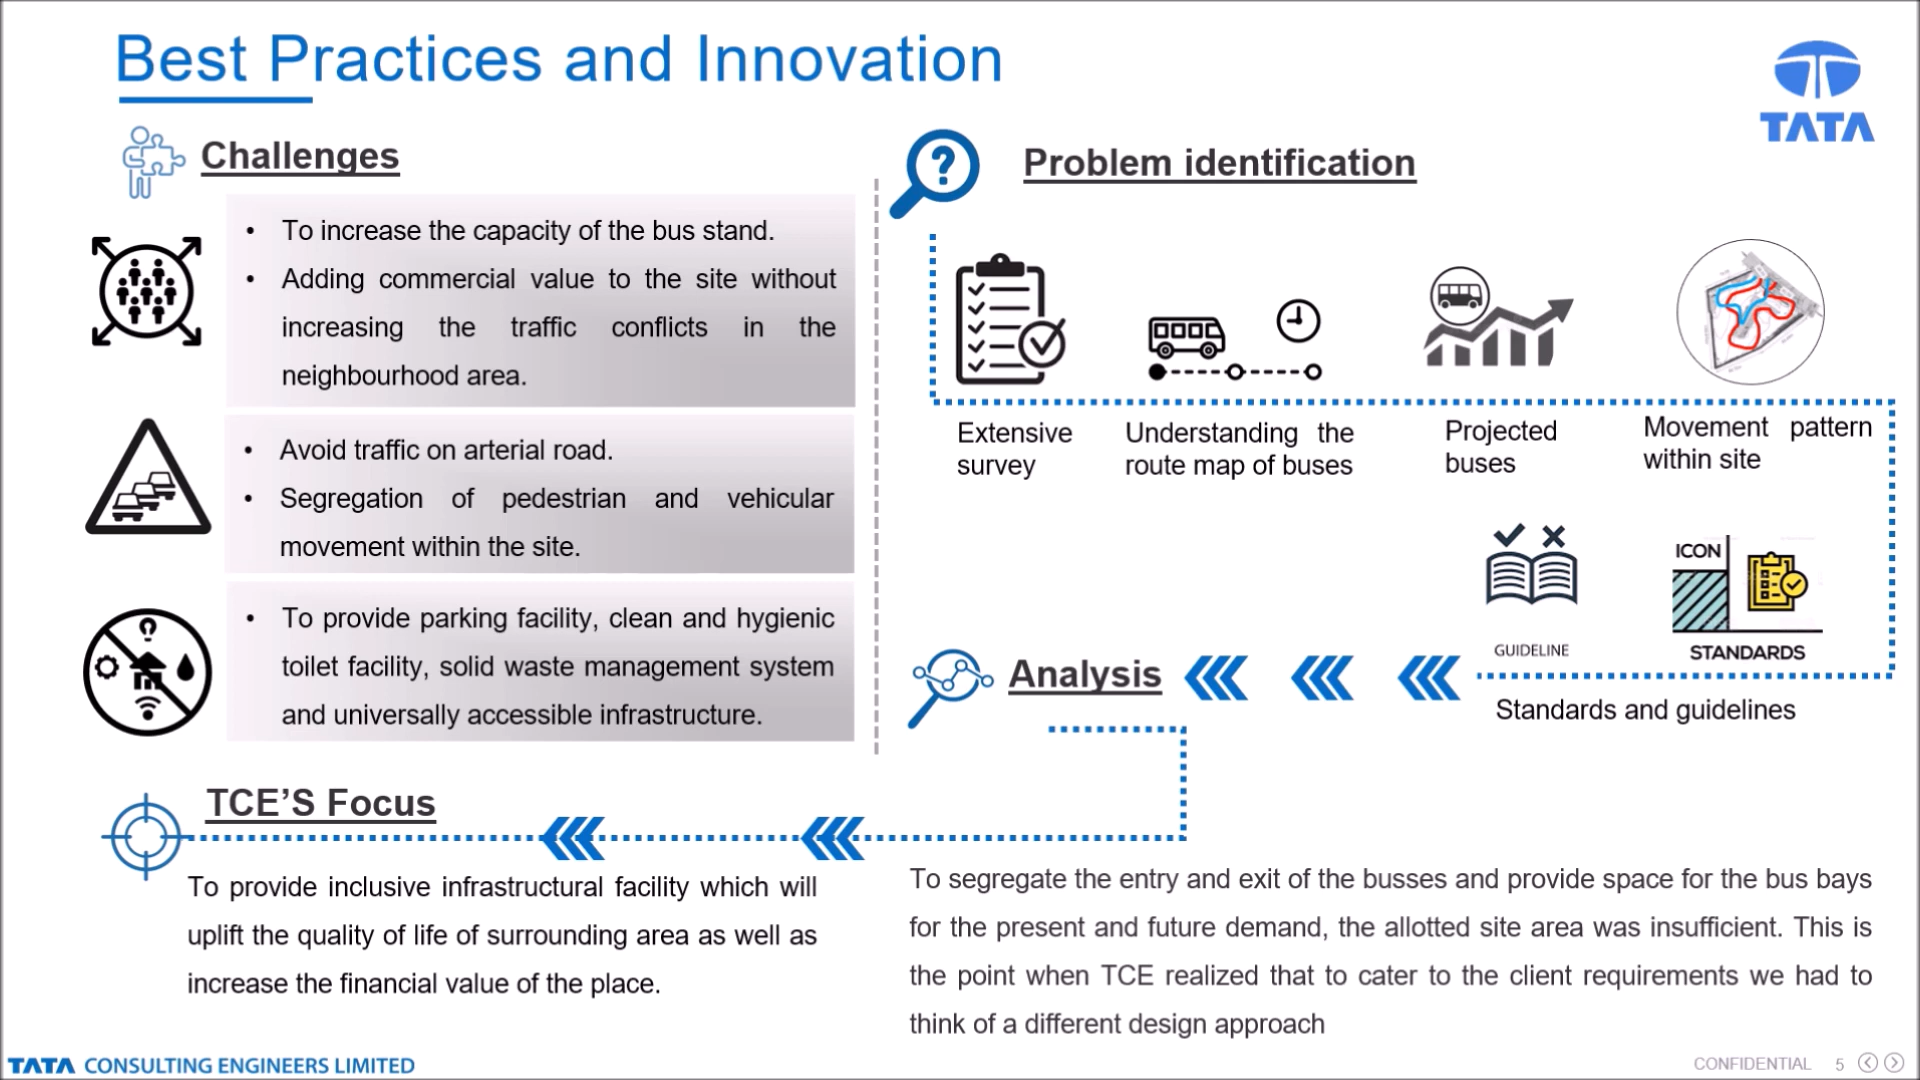 Best Practices and Innovation
TATA
Challenges
• To increase the capacity of the bus stand.
• Adding commercial value to the site without
increasing the traffic conflicts in the
neighbourhood area.
• Avoid traffic on arterial road.
• Segregation of pedestrian and vehicular
movement within the site.
• To provide parking facility, clean and hygienic
toilet facility, solid waste management system
and universally accessible infrastructure.
Problem identification
?
Extensive
survey
Understanding the
route map of buses
Projected
buses
Movement pattern
within site
GUIDELINE
ICON
STANDARDS
Standards and guidelines
Analysis
TCE’S Focus
To provide inclusive infrastructural facility which will
uplift the quality of life of surrounding area as well as
increase the financial value of the place.
To segregate the entry and exit of the busses and provide space for the bus bays
for the present and future demand, the allotted site area was insufficient. This is
the point when TCE realized that to cater to the client requirements we had to
think of a different design approach
TATA CONSULTING ENGINEERS LIMITED
CONFIDENTIAL 5